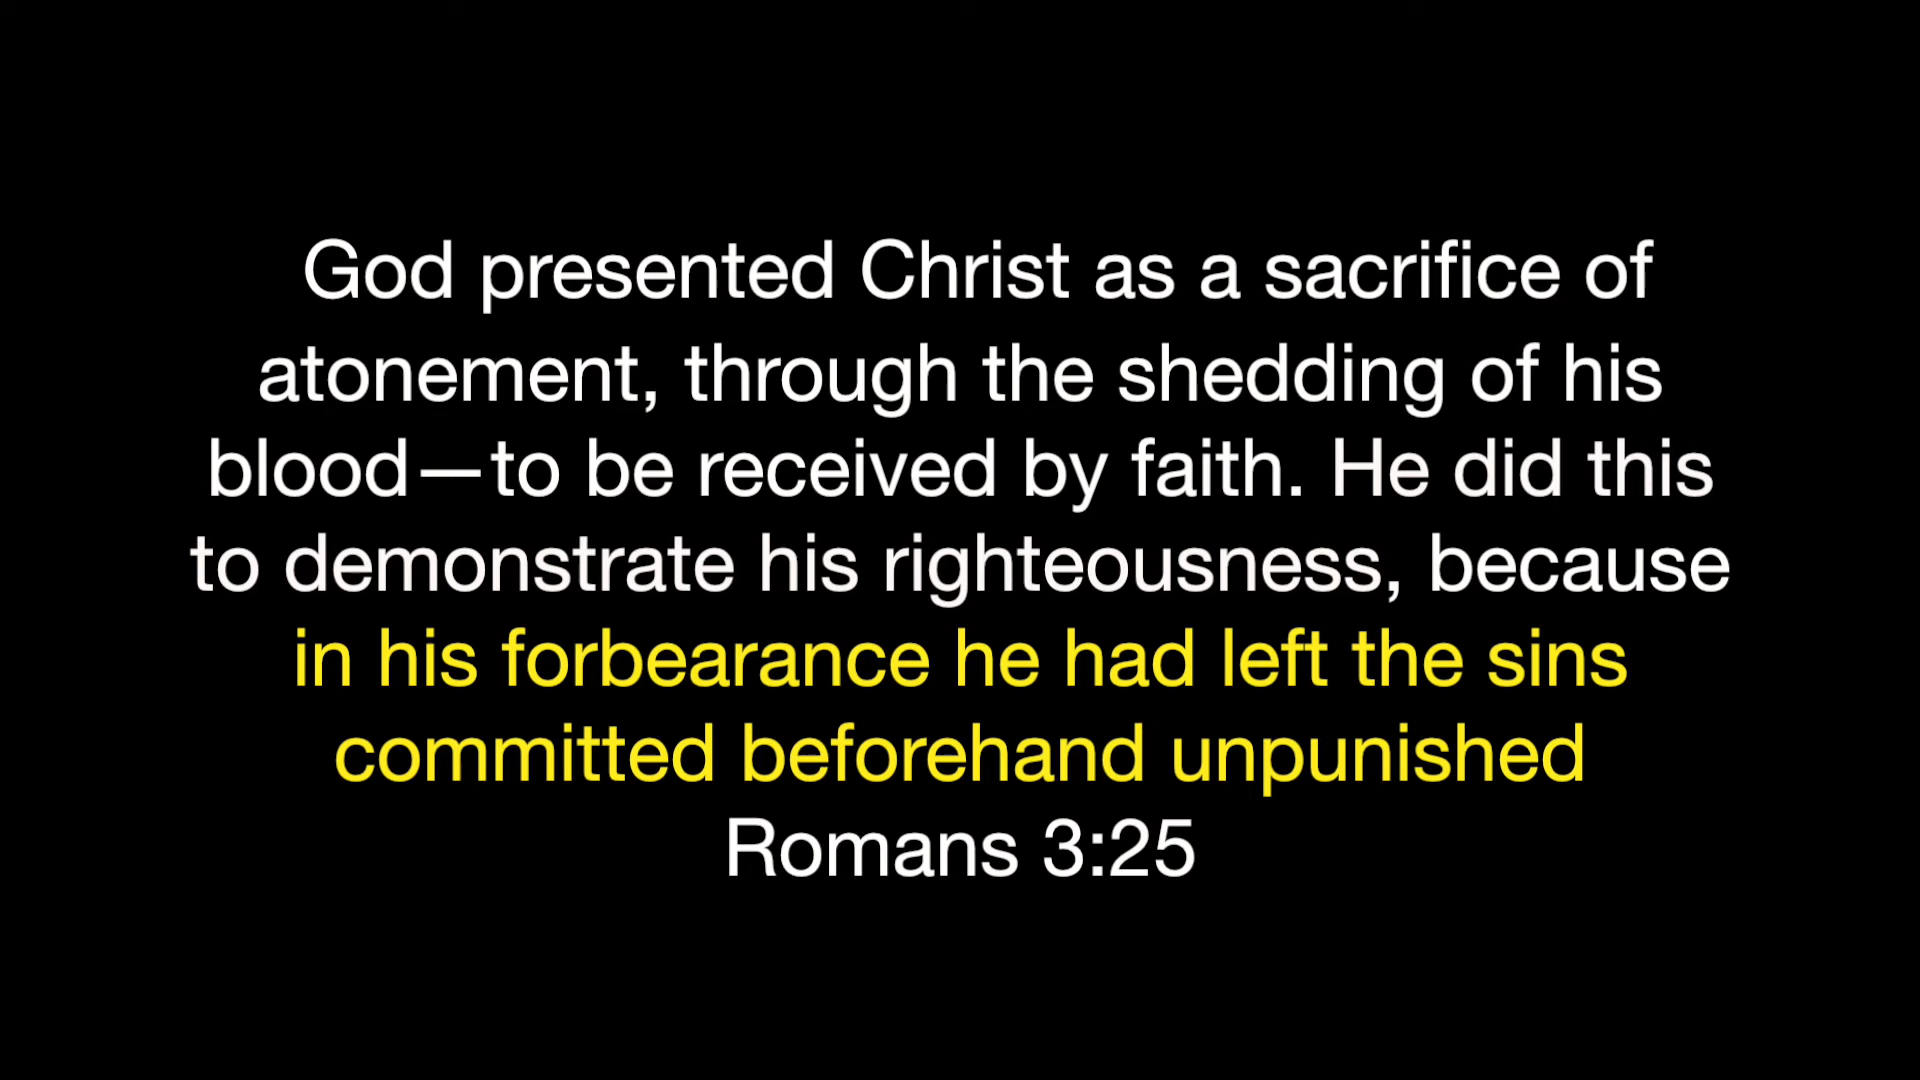 God presented Christ as a sacrifice of
atonement, through the shedding of his
blood—to be received by faith. He did this
to demonstrate his righteousness, because
in his forbearance he had left the sins
committed beforehand unpunished
Romans 3:25